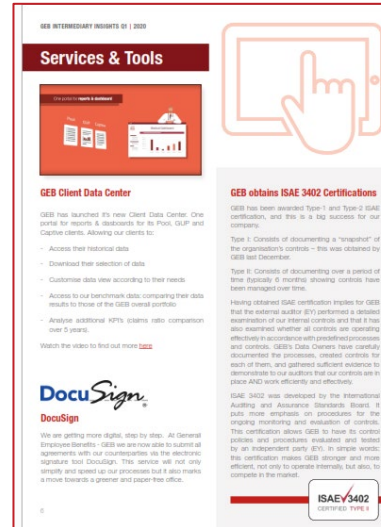 GEB INTERMEDIARY INSIGHTS Q1 | 2020
Services & Tools
One portal for reports & dashboard
Pool
GUP
Captive
GEB Client Data Center
GEB has launched it's new Client Data Center. One
portal for reports & dasboards for its Pool, GUP and
Captive clients. Allowing our clients to:
- Access their historical data
- Download their selection of data
- Customise data view according to their needs
- Access to our benchmark data: comparing their data
results to those of the GEB overall portfolio
- Analyse additional KPI's (claims ratio comparison
over 5 years).
Watch the video to find out more here.
DocuSign
DocuSign
We are getting more digital, step by step. At General
Employee Benefits - GEB we are now able to submit all
agreements with our counterparties via the electronic
signature tool DocuSign. This service will not only
simplify and speed up our processes but it also marks
a move towards a greener and paper-free office.
6
GEB obtains ISAE 3402 Certifications
GEB has been awarded Type-1 and Type-2 ISAE
certification, and this is a big success for our
company.
Type I: Consists of documenting a "snapshot" of
the organisation's controls – this was obtained by
GEB last December.
Type II: Consists of documenting over a period of
time (typically 6 months) showing controls have
been managed over time.
Having obtained ISAE certification implies for GEB
that the external auditor (EY) performed a detailed
examination of our internal controls and that it has
also examined whether all controls are operating
effectively in accordance with predefined processes
and controls. GEB's Data Owners have carefully
documented the processes, created controls for
each of them, and gathered sufficient evidence to
demonstrate to our auditors that our controls are in
place AND work efficiently and effectively.
ISAE 3402 was developed by the International
Auditing and Assurance Standards Board. It
puts more emphasis on procedures for the
ongoing monitoring and evaluation of controls.
This certification allows GEB to have its control
policies and procedures evaluated and tested
by an independent party (EY). In simple words:
this certification makes GEB stronger and more
efficient, not only to operate internally, but also, to
compete in the market.
ISAE 3402
CERTIFIED TYPE II